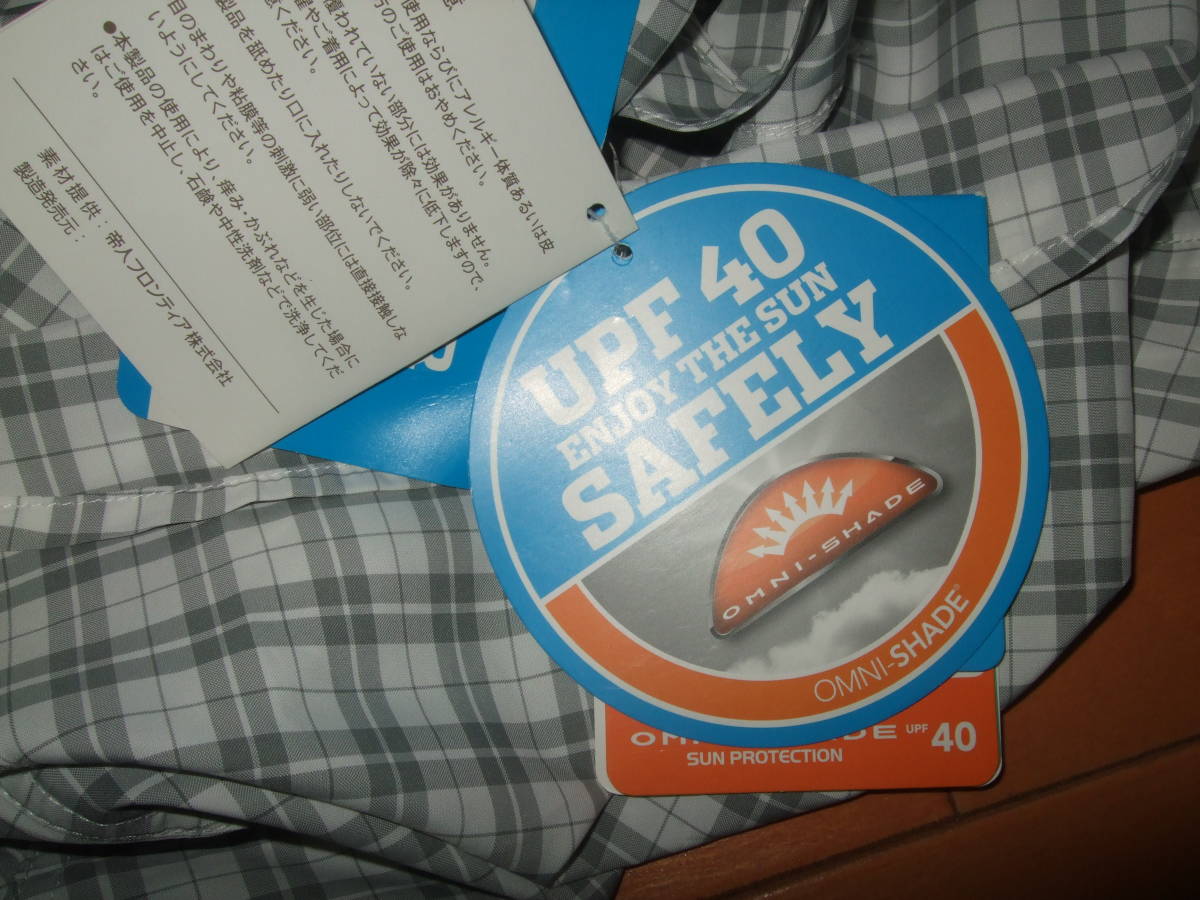 使用ならびにアレルギー体質あるいは皮
方のご使用はおやめください。
覆われていない部分には効果がありません。
濯やご着用によって効果が徐々に低下しますので、
意ください。
製品を舐めたり口に入れたりしないでください。
目のまわりや粘膜等の刺激に弱い部位には直接接触しな
いようにしてください。
●本製品の使用により、痒み・かぶれなどを生じた場合に
はご使用を中止し、石鹸や中性洗剤などで洗浄してくだ
さい。
素材提供：帝人フロンティア株式会社
製造発売元：
UPF 40
ENJOY THE SUN
SAFELY
OMNI-SHADE
OMNI-SHADE®
UPF 40
SUN PROTECTION